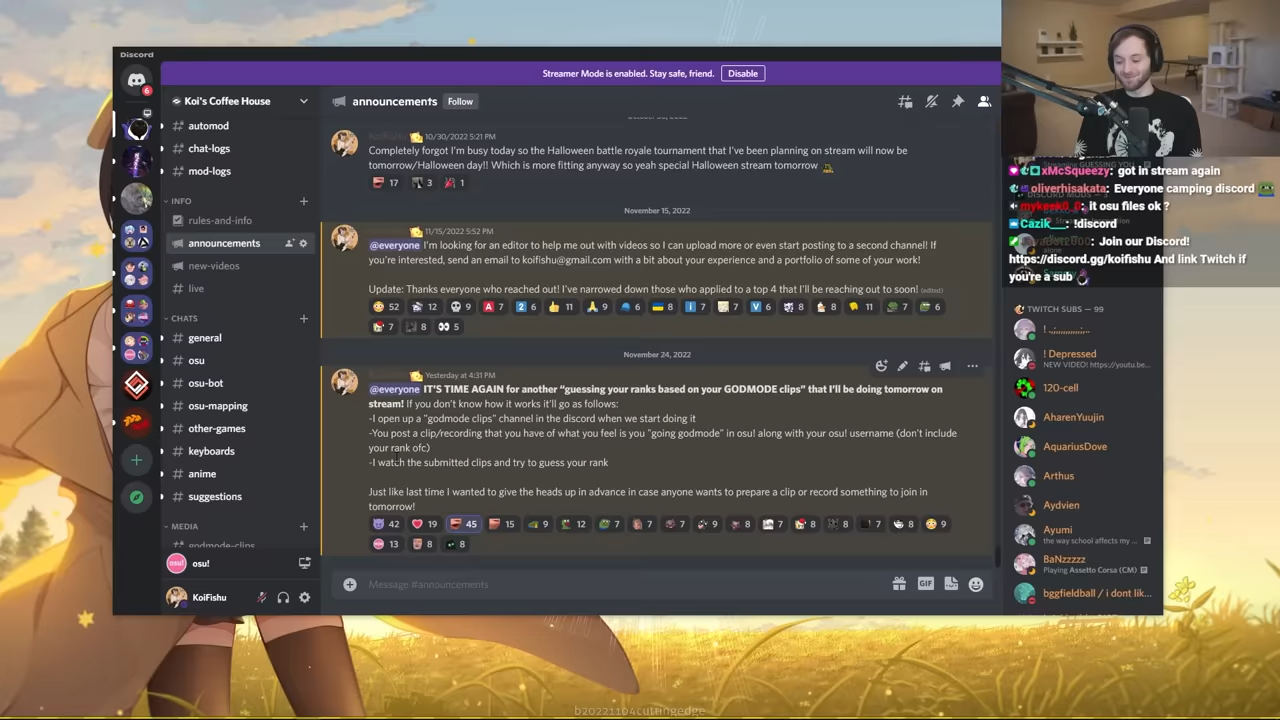 Discord
Streamer Mode is enabled. Stay safe, friend. Disable
6
Koi's Coffee House
automod
chat-logs
mod-logs
INFO
rules-and-info
announcements
new-videos
live
CHATS
general
osu
osu-bot
osu-mapping
other-games
keyboards
anime
suggestions
MEDIA
godmode-clips
osu! osu!
KoiFishu
announcements Follow
10/30/2022 5:21 PM
Completely forgot I'm busy today so the Halloween battle royale tournament that I've been planning on stream will now be
tomorrow/Halloween day!! Which is more fitting anyway so yeah special Halloween stream tomorrow
17 3 1
November 15, 2022
11/15/2022 5:52 PM
@everyone I'm looking for an editor to help me out with videos so I can upload more or even start posting to a second channel! If
you're interested, send an email to koifishu@gmail.com with a bit about your experience and a portfolio of some of your work!
Update: Thanks everyone who reached out! I've narrowed down those who applied to a top 4 that I'll be reaching out to soon! (edited)
52 12 9 A 7 2 6 11 9 6 8 i 7 7 V 6 8 8 11 7 6
7 8 5
November 24, 2022
Yesterday at 4:31 PM
@everyone IT'S TIME AGAIN for another “guessing your ranks based on your GODMODE clips” that I'll be doing tomorrow on
stream! If you don't know how it works it'll go as follows:
-I open up a "godmode clips" channel in the discord when we start doing it
-You post a clip/recording that you have of what you feel is you "going godmode" in osu! along with your osu! username (don't include
your rank ofc)
-I watch the submitted clips and try to guess your rank
Just like last time I wanted to give the heads up in advance in case anyone wants to prepare a clip or record something to join in
tomorrow!
42 19 45 15 9 12 7 7 7 9 8 7 8 8 7 8 9
13 8 8
Message #announcements
GIF
xMcSqueezy: got in stream again
oliverhisakata: Everyone camping discord
mykeek0_0: it osu files ok ?
Cazik__: !discord
Join our Discord!
https://discord.gg/koifishu And link Twitch if
you're a sub
TWITCH SUBS — 99
! Depressed
NEW VIDEO! https://youtu.be...
120-cell
AharenYuujin
AquariusDove
Arthus
Aydvien
Ayumi
the way school affects my ...
BaNzzzzz
Playing Assetto Corsa (CM)
bggfieldball / i dont lik...
b20221104cuttingedge